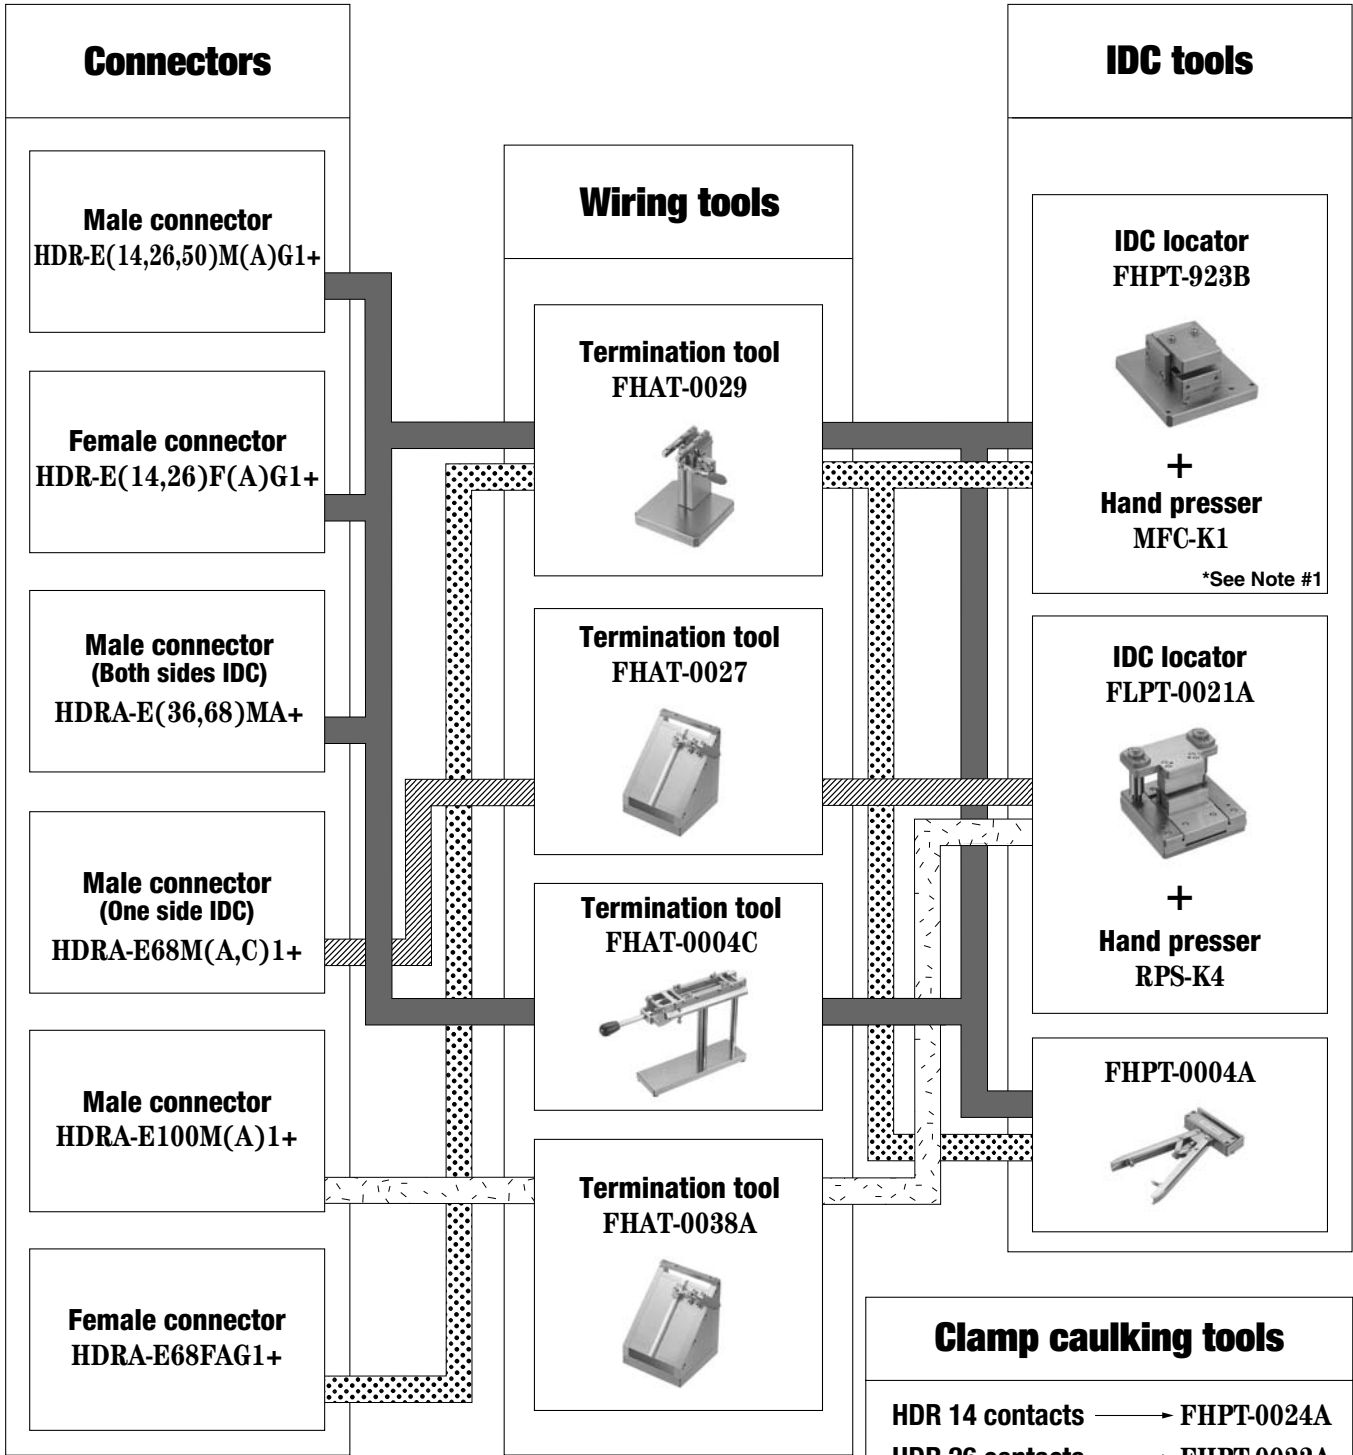 Connectors
Male connector
HDR-E(14,26,50)M(A)G1+
Female connector
HDR-E(14,26)F(A)G1+
Male connector
(Both sides IDC)
HDRA-E(36,68)MA+
Male connector
(One side IDC)
HDRA-E68M(A,C)1+
Male connector
HDRA-E100M(A)1+
Female connector
HDRA-E68FAG1+
Wiring tools
Termination tool
FHAT-0029
Termination tool
FHAT-0027
Termination tool
FHAT-0004C
Termination tool
FHAT-0038A
IDC tools
IDC locator
FHPT-923B
+
Hand presser
MFC-K1
*See Note #1
IDC locator
FLPT-0021A
+
Hand presser
RPS-K4
FHPT-0004A
Clamp caulking tools
HDR 14 contacts → FHPT-0024A